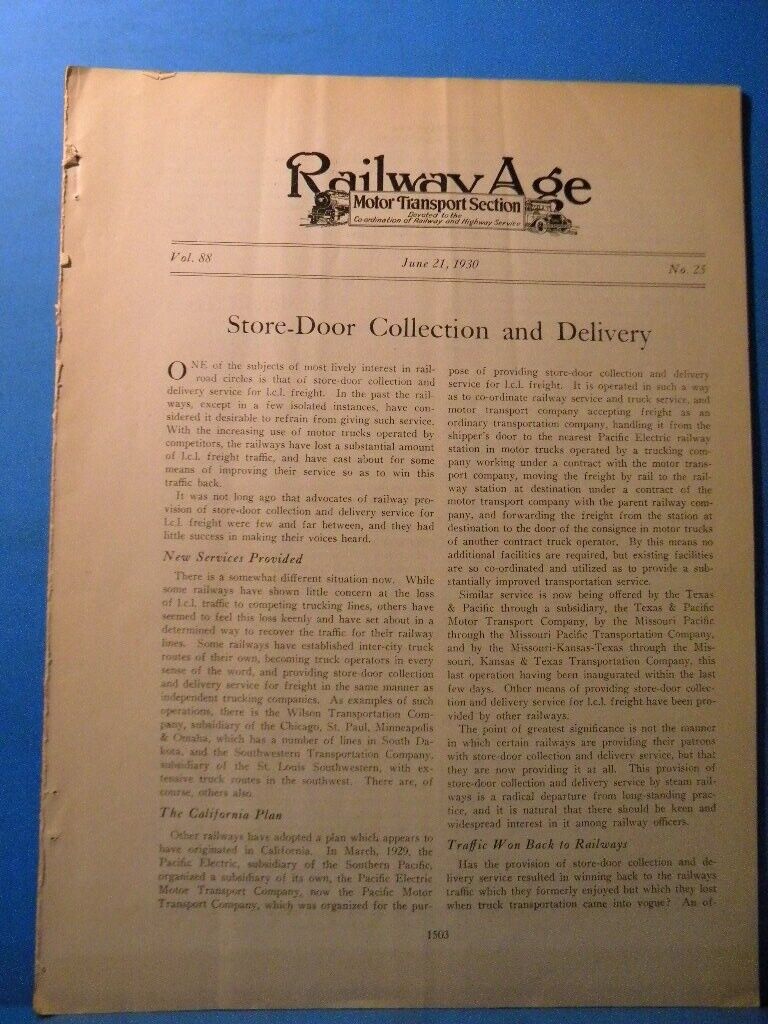 Railway Age
Motor Transport Section
Devoted to the
Co-ordination of Railway and Highway Service
Vol. 88
June 21, 1930
No. 25
Store-Door Collection and Delivery
ONE of the subjects of most lively interest in rail-
road circles is that of store-door collection and
delivery service for l.c.l. freight. In the past the rail-
ways, except in a few isolated instances, have con-
sidered it desirable to refrain from giving such service.
With the increasing use of motor trucks operated by
competitors, the railways have lost a substantial amount
of l.c.l. freight traffic, and have cast about for some
means of improving their service so as to win this
traffic back.
It was not long ago that advocates of railway pro-
vision of store-door collection and delivery service for
l.c.l. freight were few and far between, and they had
little success in making their voices heard.
New Services Provided
There is a somewhat different situation now. While
some railways have shown little concern at the loss
of l.c.l. traffic to competing trucking lines, others have
seemed to feel this loss keenly and have set about in a
determined way to recover the traffic for their railway
lines. Some railways have established inter-city truck
routes of their own, becoming truck operators in every
sense of the word, and providing store-door collection
and delivery service for freight in the same manner as
independent trucking companies. As examples of such
operations, there is the Wilson Transportation Com-
pany, subsidiary of the Chicago, St. Paul, Minneapolis
& Omaha, which has a number of lines in South Da-
kota, and the Southwestern Transportation Company,
subsidiary of the St. Louis Southwestern, with ex-
tensive truck routes in the southwest. There are, of
course, others also.
The California Plan
Other railways have adopted a plan which appears to
have originated in California. In March, 1929, the
Pacific Electric, subsidiary of the Southern Pacific,
organized a subsidiary of its own, the Pacific Electric
Motor Transport Company, now the Pacific Motor
Transport Company, which was organized for the pur-
pose of providing store-door collection and delivery
service for l.c.l. freight. It is operated in such a way
as to co-ordinate railway service and truck service, and
motor transport company accepting freight as an
ordinary transportation company, handling it from the
shipper's door to the nearest Pacific Electric railway
station in motor trucks operated by a trucking com-
pany working under a contract with the motor trans-
port company, moving the freight by rail to the rail-
way station at destination under a contract of the
motor transport company with the parent railway com-
pany, and forwarding the freight from the station at
destination to the door of the consignee in motor trucks
of another contract truck operator. By this means no
additional facilities are required, but existing facilities
are so co-ordinated and utilized as to provide a sub-
stantially improved transportation service.
Similar service is now being offered by the Texas
& Pacific through a subsidiary, the Texas & Pacific
Motor Transport Company, by the Missouri Pacific
through the Missouri Pacific Transportation Company,
and by the Missouri-Kansas-Texas through the Mis-
souri, Kansas & Texas Transportation Company, this
last operation having been inaugurated within the last
few days. Other means of providing store-door collec-
tion and delivery service for l.c.l. freight have been pro-
vided by other railways.
The point of greatest significance is not the manner
in which certain railways are providing their patrons
with store-door collection and delivery service, but that
they are now providing it at all. This provision of
store-door collection and delivery service by steam rail-
ways is a radical departure from long-standing prac-
tice, and it is natural that there should be keen and
widespread interest in it among railway officers.
Traffic Won Back to Railways
Has the provision of store-door collection and de-
livery service resulted in winning back to the railways
traffic which they formerly enjoyed but which they lost
when truck transportation came into vogue? An of-
1503